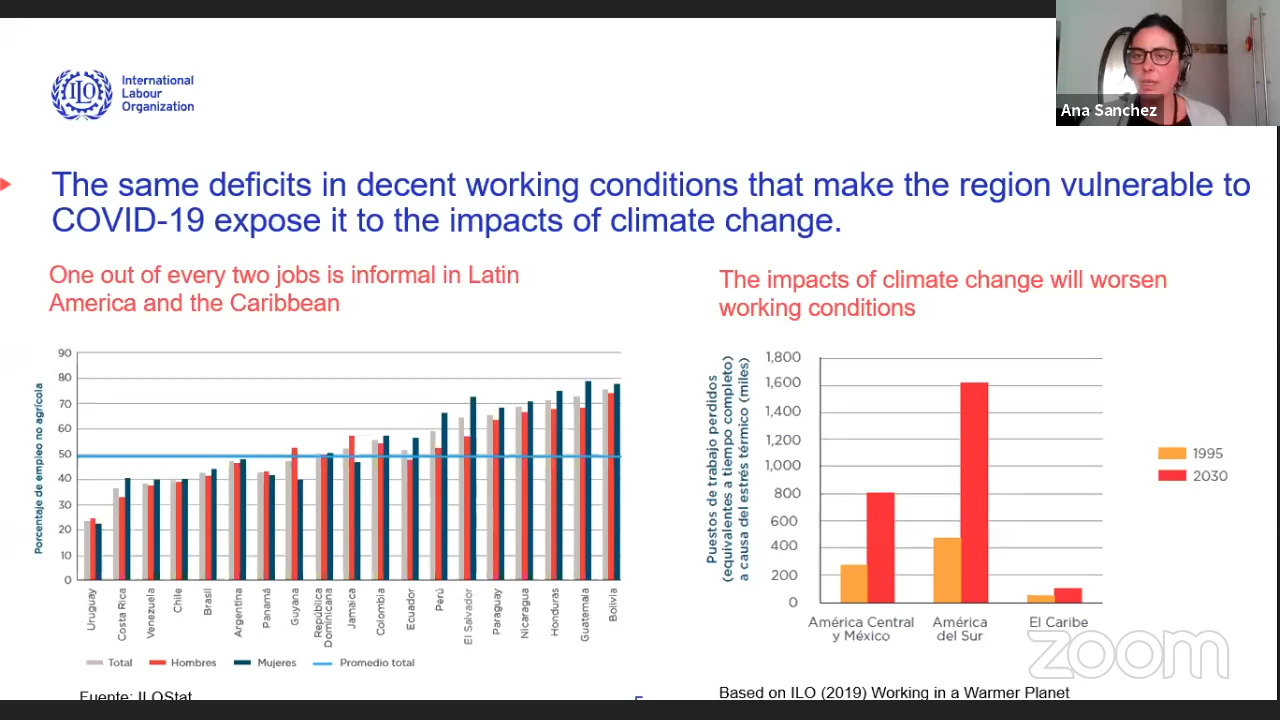 ILO
International
Labour
Organization
Ana Sanchez
The same deficits in decent working conditions that make the region vulnerable to
COVID-19 expose it to the impacts of climate change.
One out of every two jobs is informal in Latin
America and the Caribbean
Porcentaje de empleo no agrícola
90
80
70
60
50
40
30
20
10
0
Uruguay
Costa Rica
Venezuela
Chile
Brasil
Argentina
Panamá
Guyana
República
Dominicana
Jamaica
Colombia
Ecuador
Perú
El Salvador
Paraguay
Nicaragua
Honduras
Guatemala
Bolivia
Total
Hombres
Mujeres
Promedio total
Fuente: ILOStat
The impacts of climate change will worsen
working conditions
Puestos de trabajo perdidos
(equivalentes a tiempo completo)
a causa del estrés térmico (miles)
1,800
1,600
1,400
1,200
1,000
800
600
400
200
0
América Central
y México
América
del Sur
El Caribe
1995
2030
zoom
Based on ILO (2019) Working in a Warmer Planet